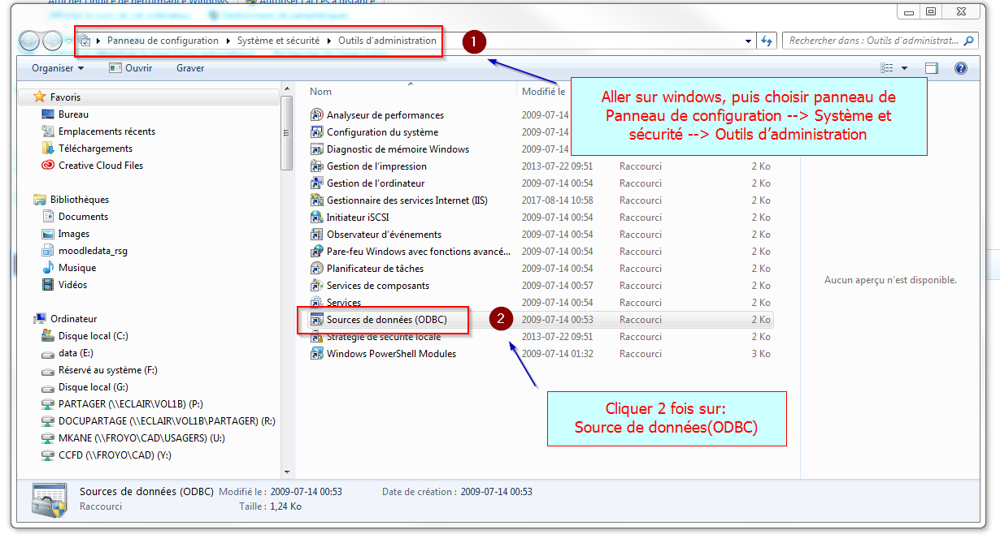 Afficher l'indice de performance Windows
Autoriser l'accès à distance
Panneau de configuration
Système et sécurité
Outils d'administration
1
Rechercher dans : Outils d'administrat...
Organiser
Ouvrir
Graver
Favoris
Bureau
Emplacements récents
Téléchargements
Creative Cloud Files
Bibliothèques
Documents
Images
moodledata_rsg
Musique
Vidéos
Ordinateur
Disque local (C:)
data (E:)
Réservé au système (F:)
Disque local (G:)
PARTAGER (\\ECLAIR\VOL1B) (P:)
DOCUPARTAGE (\\ECLAIR\VOL1B\PARTAGER) (R:)
MKANE (\\FROYO\CAD\USAGERS) (U:)
CCFD (\\FROYO\CAD) (Y:)
Nom Modifié le
Analyseur de performances 2009-07-14
Configuration du système 2009-07-14
Diagnostic de mémoire Windows 2009-07-14
Gestion de l'impression 2013-07-22 09:51 Raccourci 2 Ko
Gestion de l'ordinateur 2009-07-14 00:54 Raccourci 2 Ko
Gestionnaire des services Internet (IIS) 2017-08-14 10:58 Raccourci 2 Ko
Initiateur iSCSI 2009-07-14 00:54 Raccourci 2 Ko
Observateur d'événements 2009-07-14 00:54 Raccourci 2 Ko
Pare-feu Windows avec fonctions avancé... 2009-07-14 00:54 Raccourci 2 Ko
Planificateur de tâches 2009-07-14 00:54 Raccourci 2 Ko
Services de composants 2009-07-14 00:57 Raccourci 2 Ko
Services 2009-07-14 00:54 Raccourci 2 Ko
Sources de données (ODBC) 2009-07-14 00:53 Raccourci 2 Ko
Stratégie de sécurité locale 2013-07-22 09:51 Raccourci 2 Ko
Windows PowerShell Modules 2009-07-14 01:32 Raccourci 3 Ko
Aller sur windows, puis choisir panneau de
Panneau de configuration --> Système et
sécurité --> Outils d'administration
2
Cliquer 2 fois sur:
Source de données(ODBC)
Aucun aperçu n'est disponible.
Sources de données (ODBC) Modifié le : 2009-07-14 00:53 Date de création : 2009-07-14 00:53
Raccourci Taille : 1,24 Ko